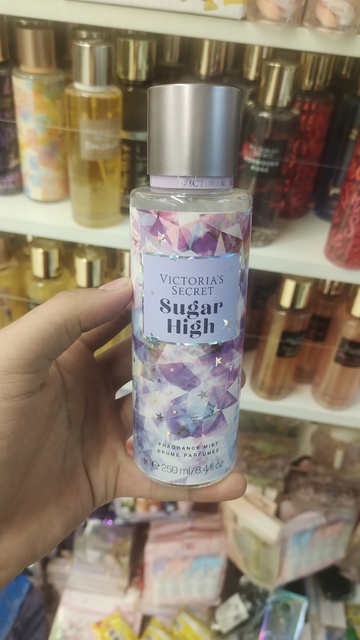 VICTORIA'S
SECRET
Sugar
High
FRAGRANCE MIST
BRUME PARFUMÉE
e 250 ml/8.4 fl oz